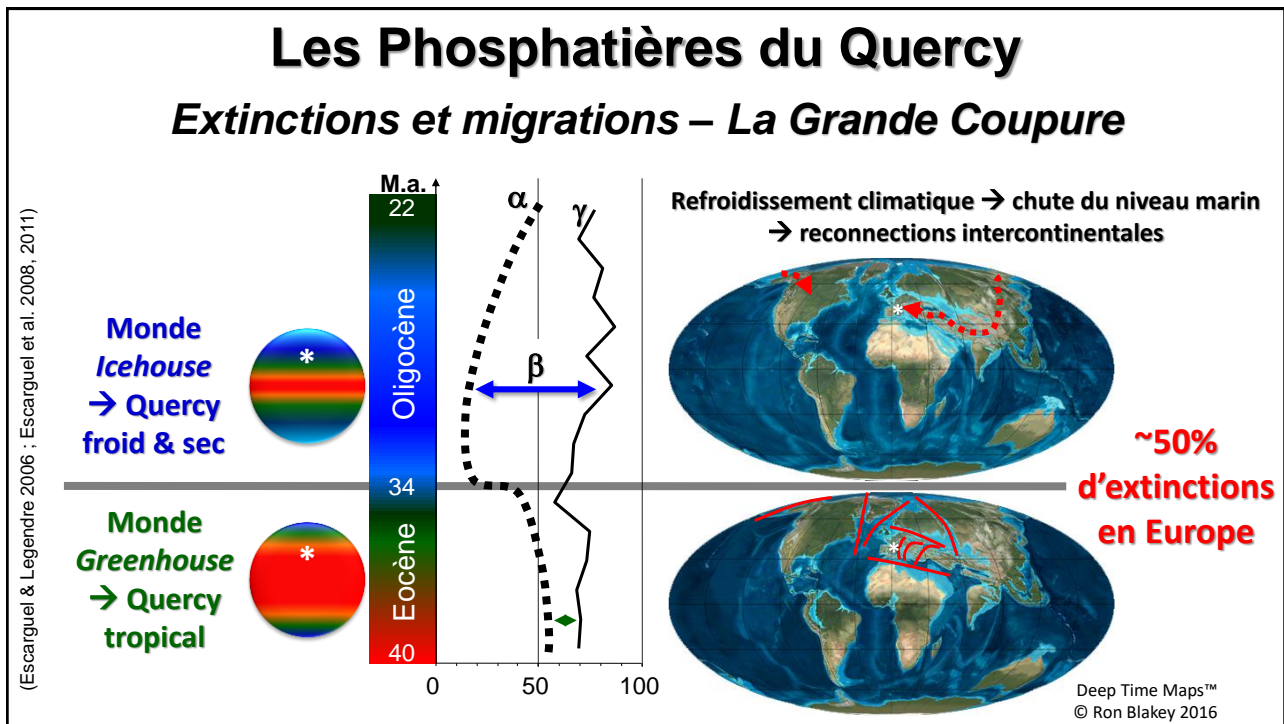 Les Phosphatières du Quercy
Extinctions et migrations – La Grande Coupure
(Escarguel & Legendre 2006 ; Escarguel et al. 2008, 2011)
Monde
Icehouse
→ Quercy
froid & sec
*
Monde
Greenhouse
→ Quercy
tropical
*
M.a.
22
Oligocène
34
Eocène
40
α
γ
β
0
50
100
Refroidissement climatique → chute du niveau marin
→ reconnections intercontinentales
*
*
~50%
d'extinctions
en Europe
Deep Time Maps™
© Ron Blakey 2016